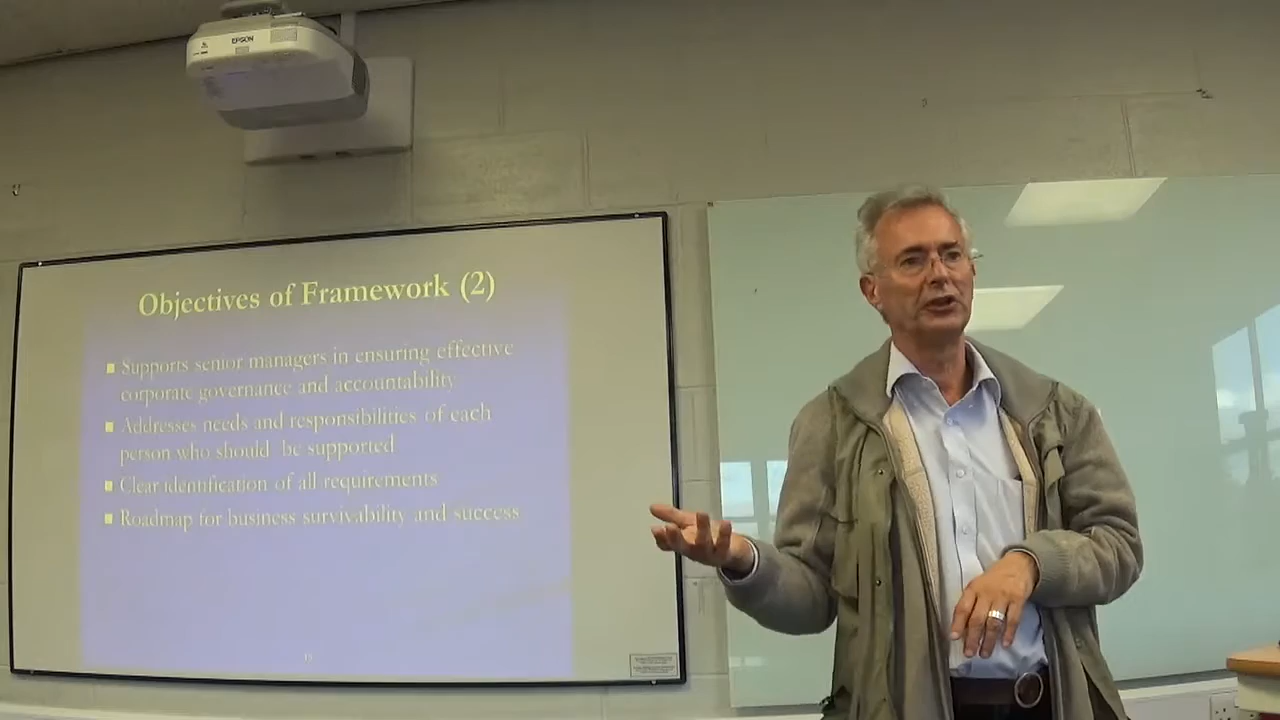 EPSON
Objectives of Framework (2)
Supports senior managers in ensuring effective
corporate governance and accountability
Addresses needs and responsibilities of each
person who should be supported
Clear identification of all requirements
Roadmap for business survivability and success